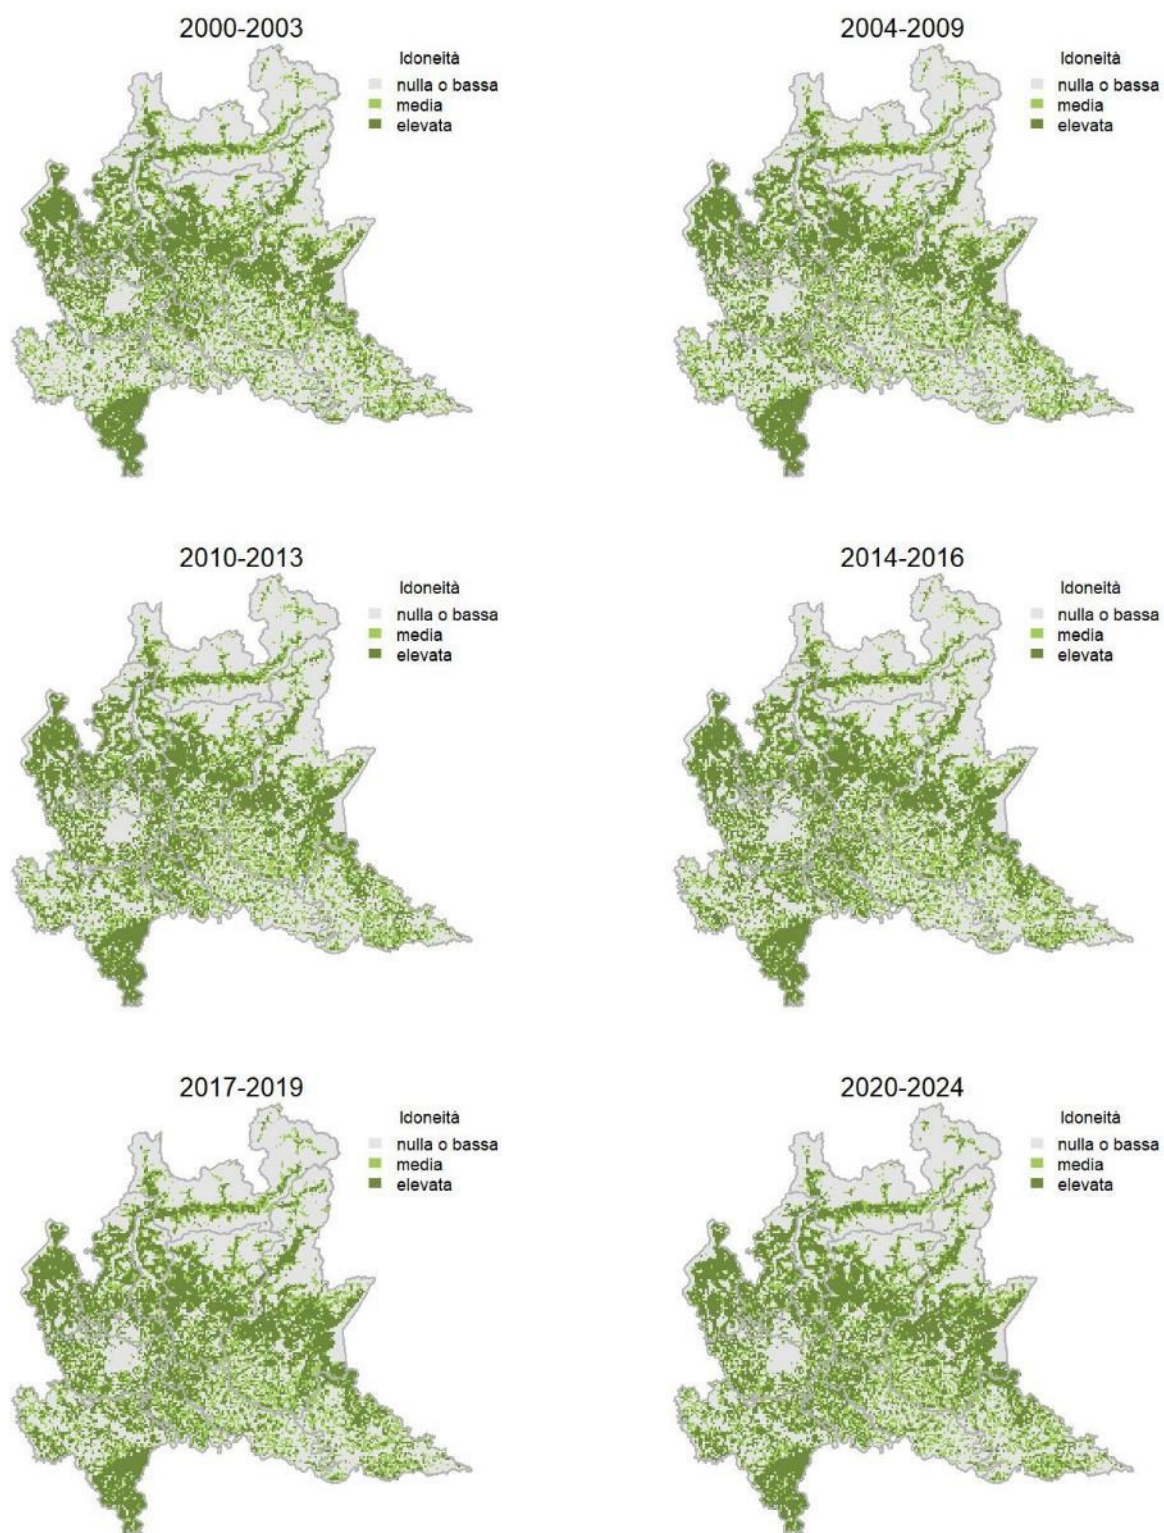 2000-2003
Idoneità
nulla o bassa
media
elevata
2004-2009
Idoneità
nulla o bassa
media
elevata
2010-2013
Idoneità
nulla o bassa
media
elevata
2014-2016
Idoneità
nulla o bassa
media
elevata
2017-2019
Idoneità
nulla o bassa
media
elevata
2020-2024
Idoneità
nulla o bassa
media
elevata